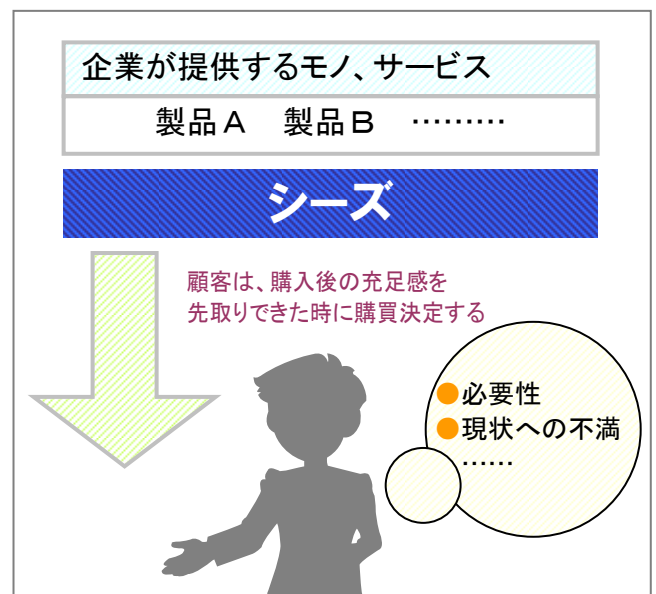 企業が提供するモノ、サービス
製品A　製品B　………
シーズ
顧客は、購入後の充足感を
先取りできた時に購買決定する
●必要性
●現状への不満
……